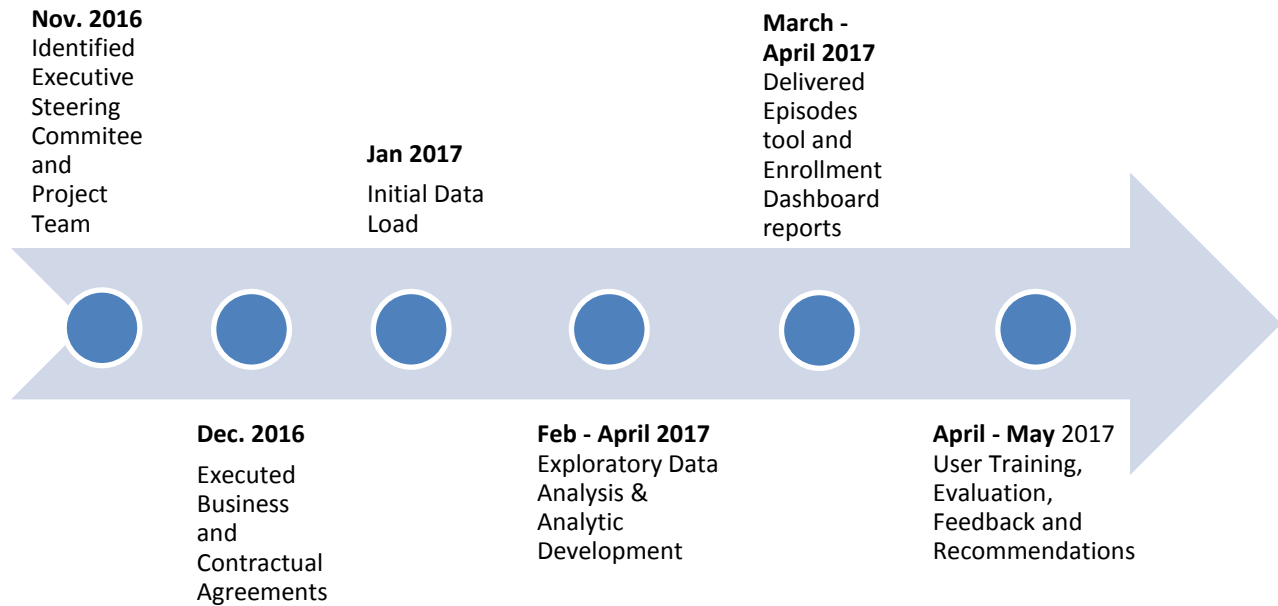 Nov. 2016
Identified
Executive
Steering
Commitee
and
Project
Team
Dec. 2016
Executed
Business
and
Contractual
Agreements
Jan 2017
Initial Data
Load
Feb - April 2017
Exploratory Data
Analysis &
Analytic
Development
March -
April 2017
Delivered
Episodes
tool and
Enrollment
Dashboard
reports
April - May 2017
User Training,
Evaluation,
Feedback and
Recommendations